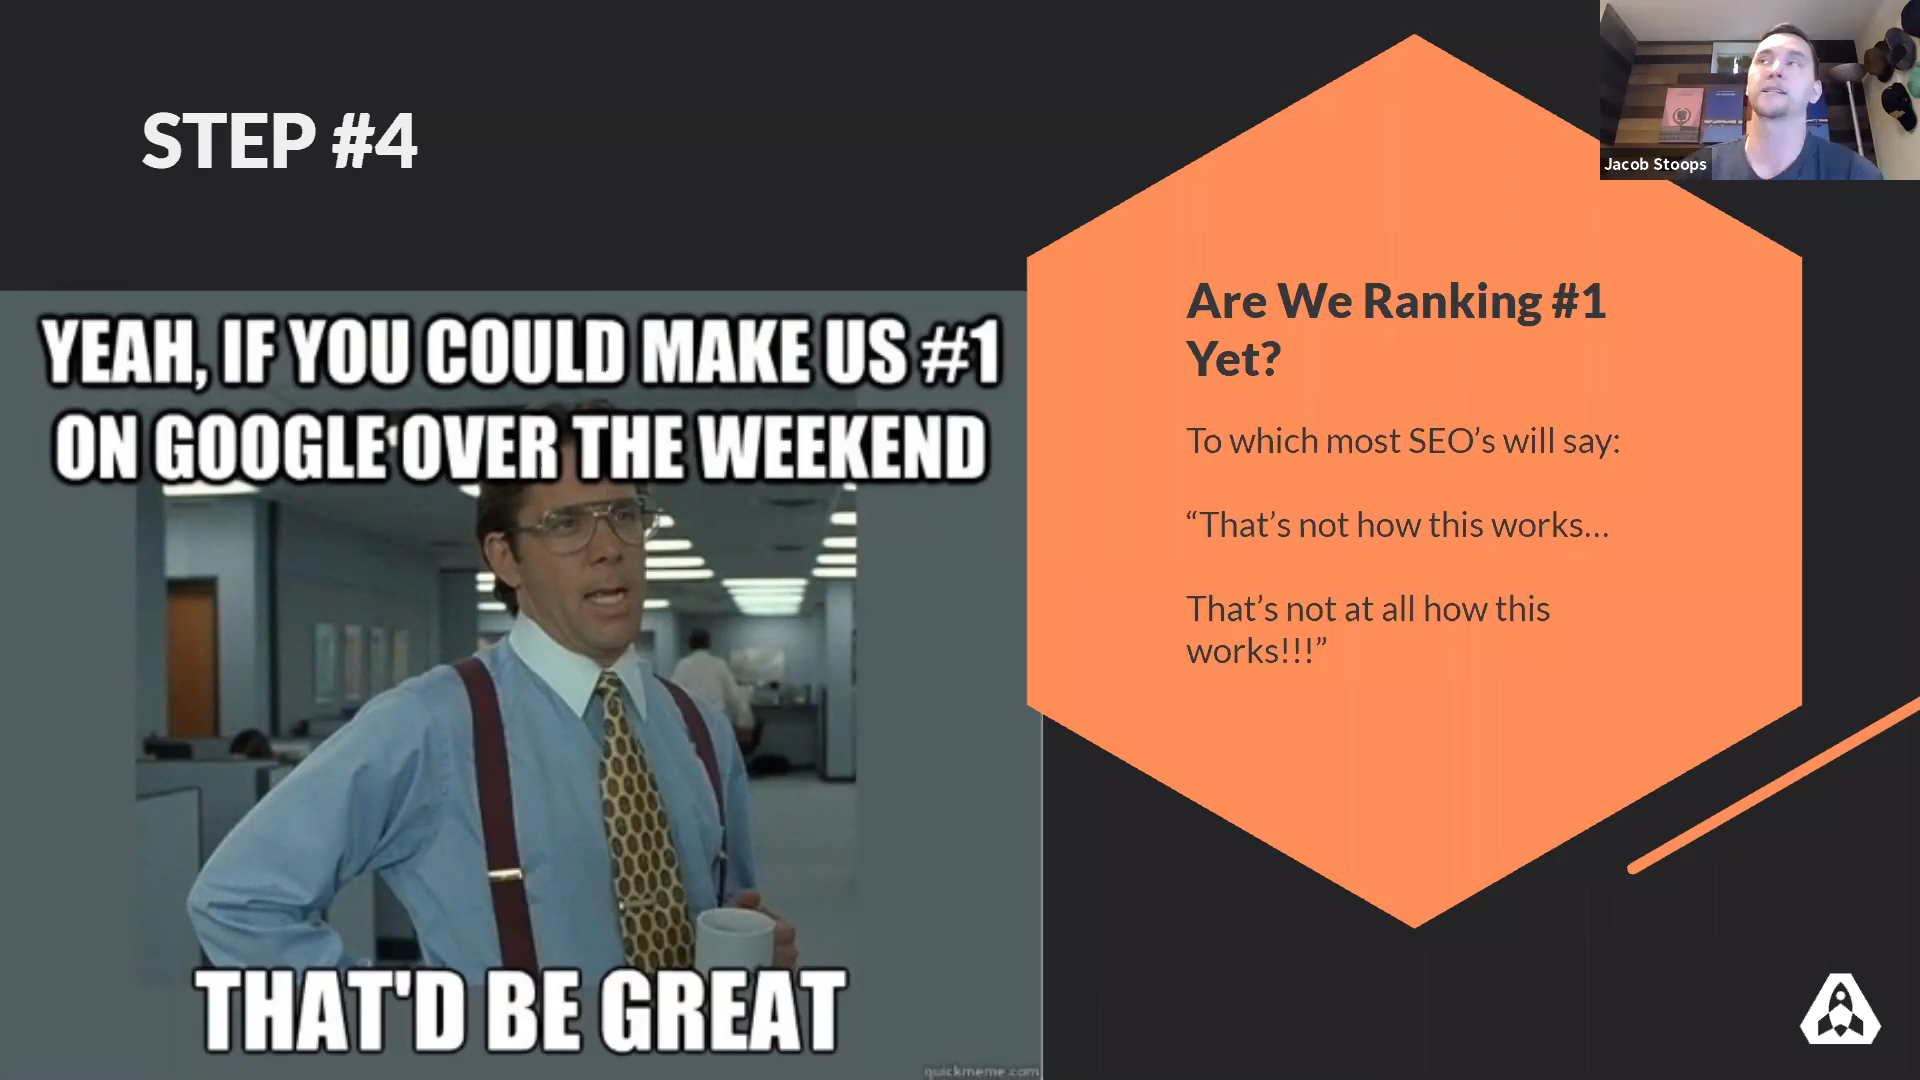 STEP #4
YEAH, IF YOU COULD MAKE US #1
ON GOOGLE OVER THE WEEKEND
THAT'D BE GREAT
quickmeme.com
Are We Ranking #1
Yet?
To which most SEO’s will say:
“That’s not how this works...
That’s not at all how this
works!!!”
Jacob Stoops